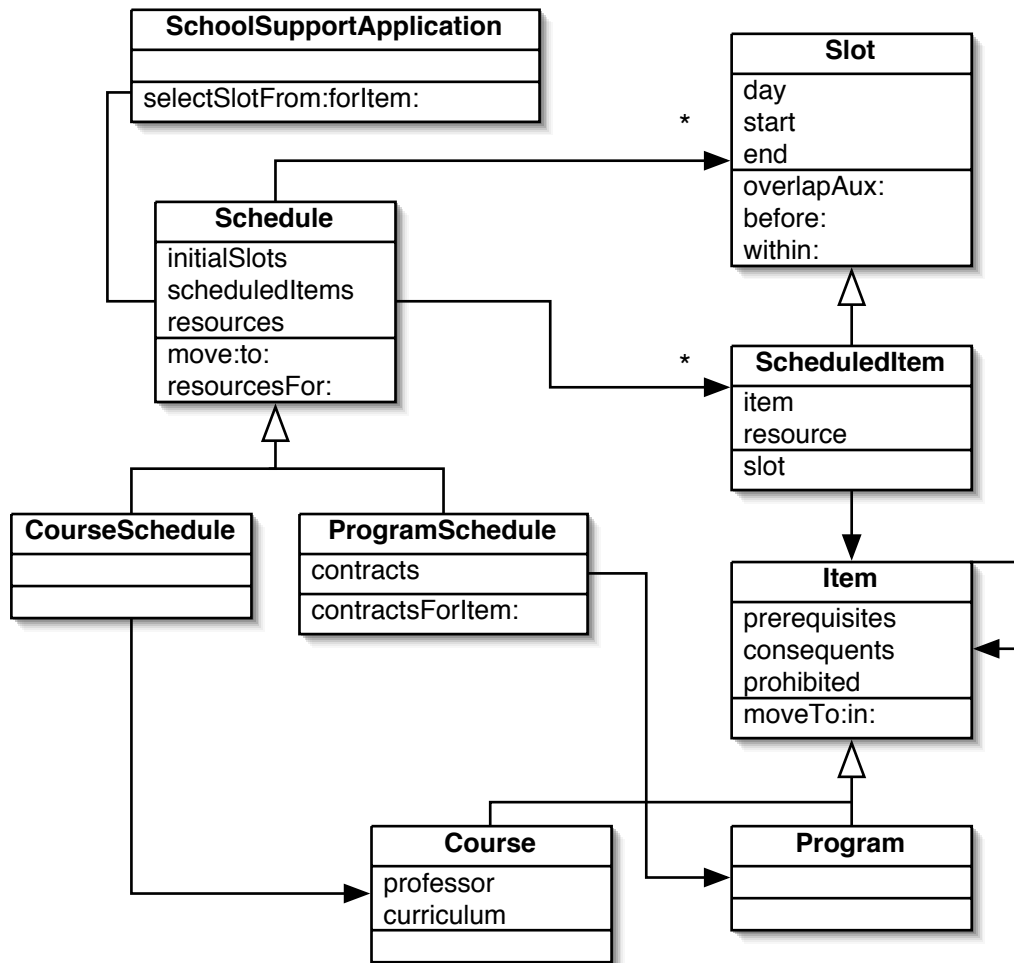 SchoolSupportApplication
selectSlotFrom:forItem:
Slot
day
start
end
overlapAux:
before:
within:
*
Schedule
initialSlots
scheduledItems
resources
move:to:
resourcesFor:
*
ScheduledItem
item
resource
slot
CourseSchedule
ProgramSchedule
contracts
contractsForItem:
Item
prerequisites
consequents
prohibited
moveTo:in:
Course
professor
curriculum
Program